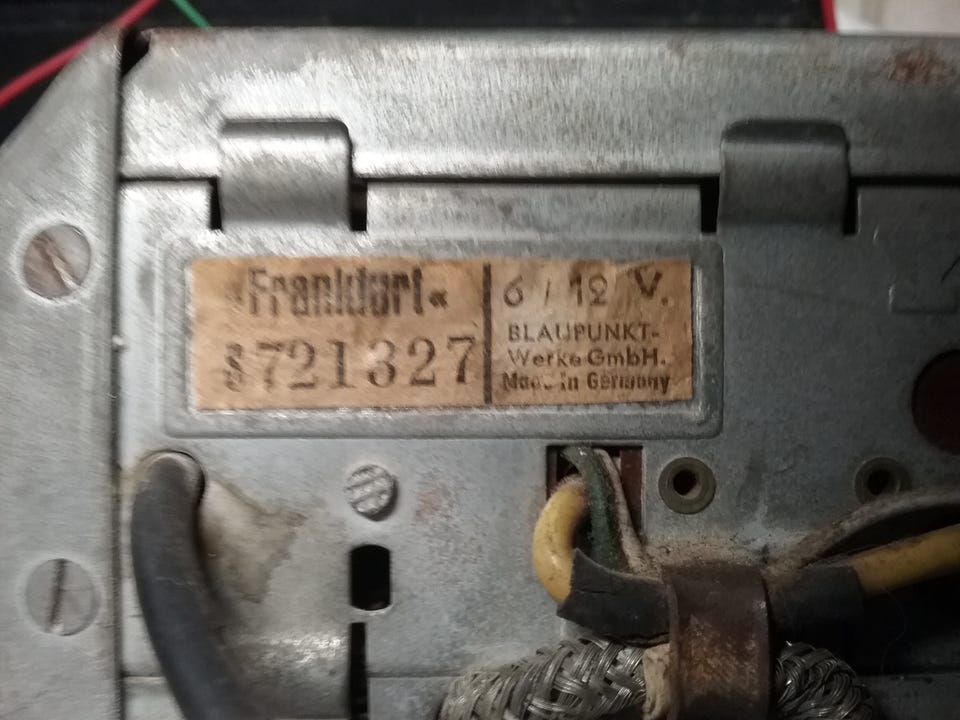 »Frankfurt«
721327
6/12 V.
BLAUPUNKT-
Werke GmbH.
Made in Germany